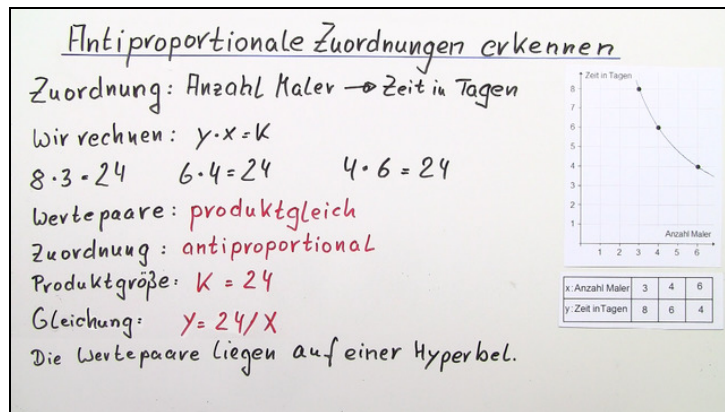 Antiproportionale Zuordnungen erkennen
Zuordnung: Anzahl Maler → Zeit in Tagen
Wir rechnen: y·x=K
8·3=24 6·4=24 4·6=24
Wertepaare: produktgleich
Zuordnung: antiproportional
Produktgröße: K = 24
Gleichung: Y=24/X
Die Wertepaare liegen auf einer Hyperbel.
Zeit in Tagen
8
7
6
5
4
3
2
1
Anzahl Maler
1 2 3 4 5 6
x: Anzahl Maler 3 4 6
y: Zeit in Tagen 8 6 4